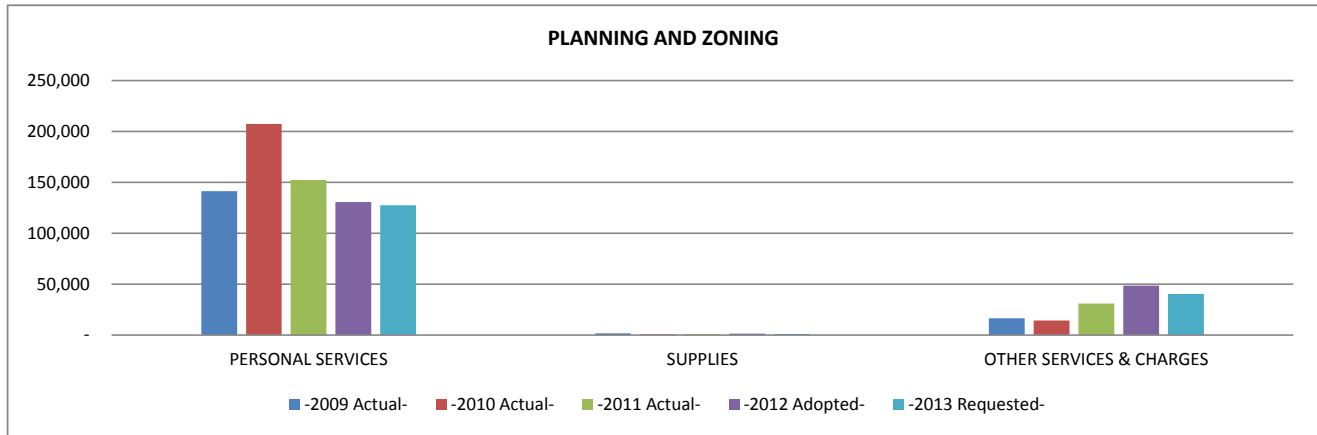 PLANNING AND ZONING
250,000
200,000
150,000
100,000
50,000
-
PERSONAL SERVICES SUPPLIES OTHER SERVICES & CHARGES
-2009 Actual- -2010 Actual- -2011 Actual- -2012 Adopted- -2013 Requested-